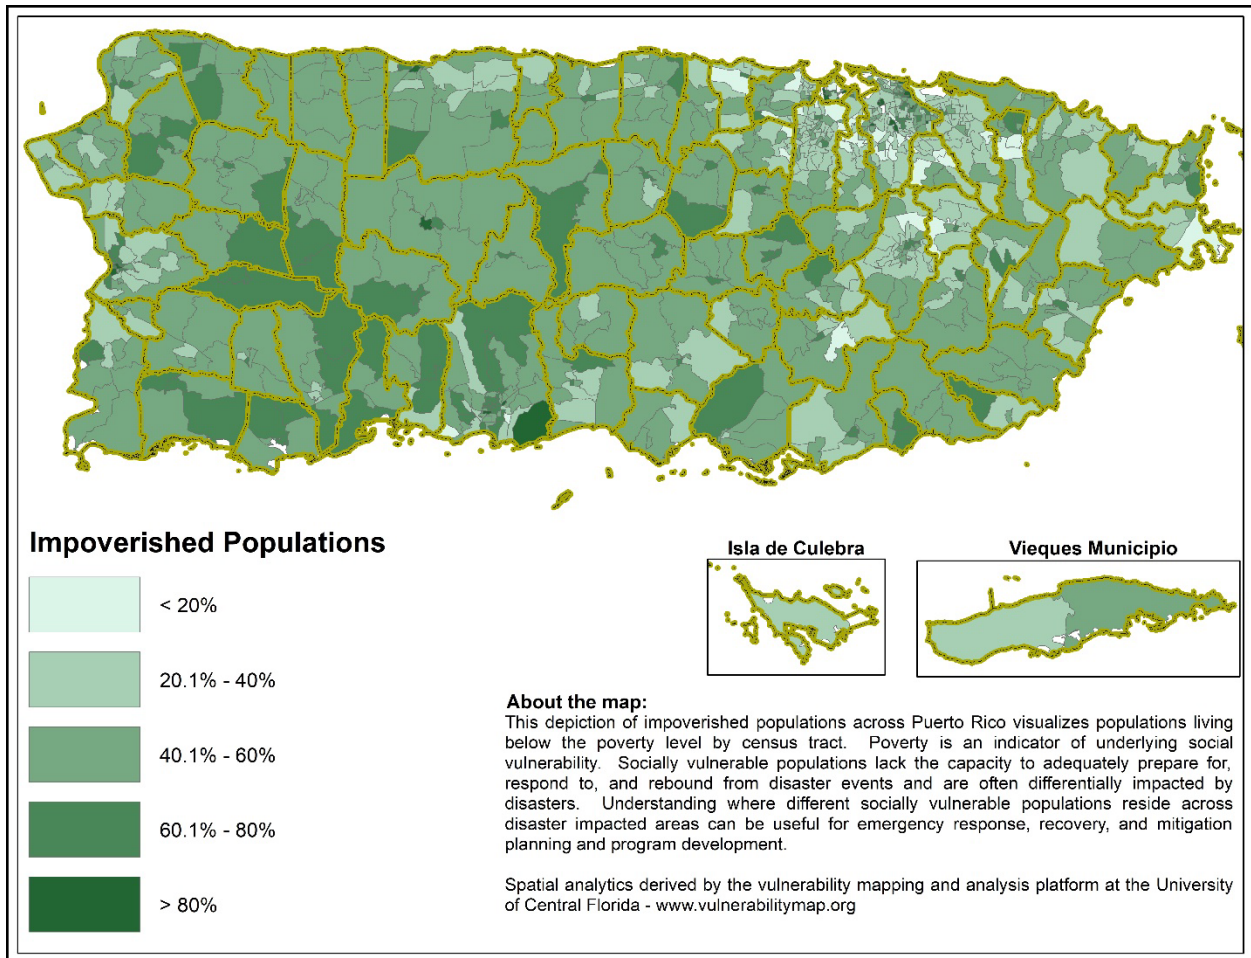 Impoverished Populations
< 20%
20.1% - 40%
40.1% - 60%
60.1% - 80%
> 80%
Isla de Culebra
Vieques Municipio
About the map:
This depiction of impoverished populations across Puerto Rico visualizes populations living
below the poverty level by census tract. Poverty is an indicator of underlying social
vulnerability. Socially vulnerable populations lack the capacity to adequately prepare for,
respond to, and rebound from disaster events and are often differentially impacted by
disasters. Understanding where different socially vulnerable populations reside across
disaster impacted areas can be useful for emergency response, recovery, and mitigation
planning and program development.
Spatial analytics derived by the vulnerability mapping and analysis platform at the University
of Central Florida - www.vulnerabilitymap.org